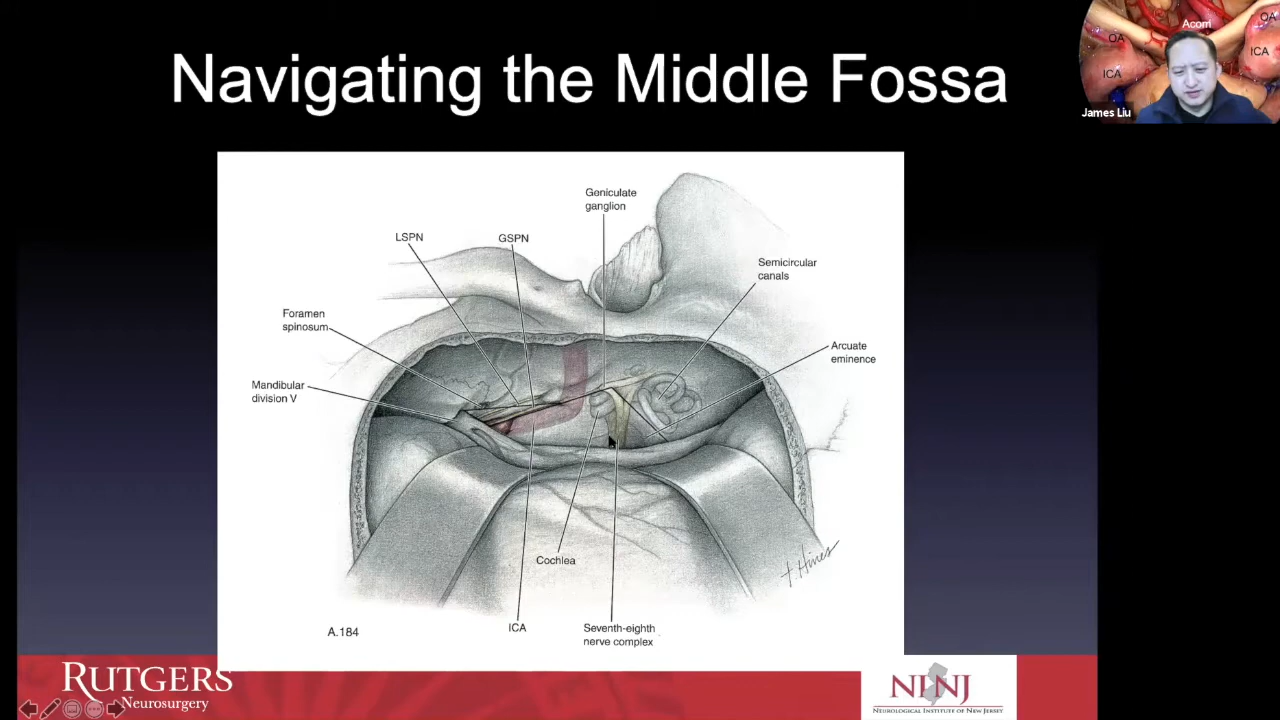 Navigating the Middle Fossa
OA
Acom
OA
ICA
ICA
James Liu
Geniculate
ganglion
LSPN
GSPN
Semicircular
canals
Foramen
spinosum
Arcuate
eminence
Mandibular
division V
Cochlea
ICA
Seventh-eighth
nerve complex
A.184
T. Hines
RUTGERS
Neurosurgery
NINJ
NEUROLOGICAL INSTITUTE OF NEW JERSEY